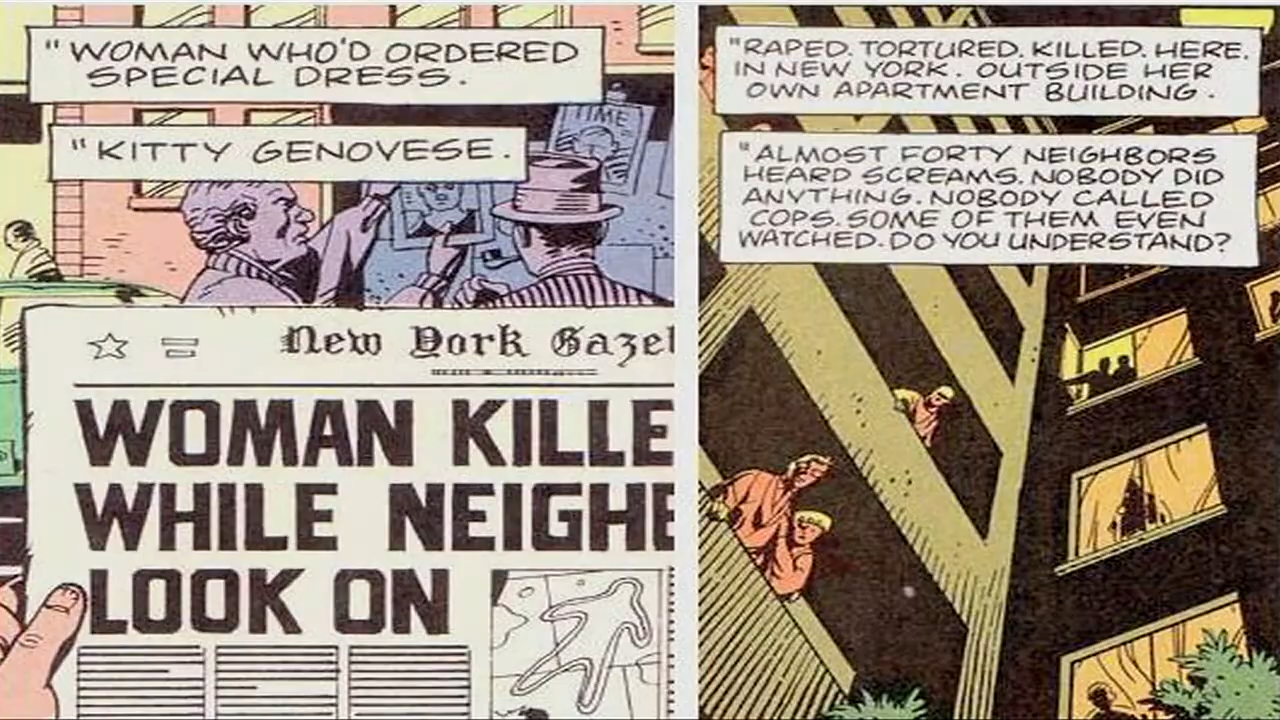 "WOMAN WHO'D ORDERED
SPECIAL DRESS.
"KITTY GENOVESE.
TIME
New York Gazet
WOMAN KILLE
WHILE NEIGHB
LOOK ON
"RAPED. TORTURED. KILLED. HERE.
IN NEW YORK. OUTSIDE HER
OWN APARTMENT BUILDING.
"ALMOST FORTY NEIGHBORS
HEARD SCREAMS. NOBODY DID
ANYTHING. NOBODY CALLED
COPS. SOME OF THEM EVEN
WATCHED. DO YOU UNDERSTAND?